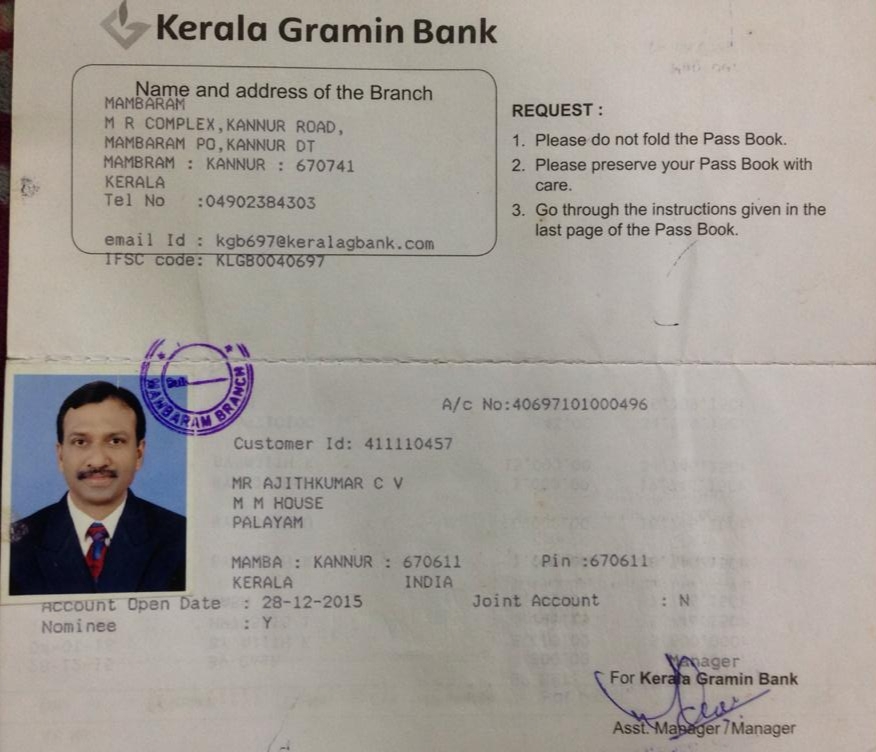 Kerala Gramin Bank
Name and address of the Branch
MAMBARAM
M R COMPLEX,KANNUR ROAD,
MAMBARAM PO,KANNUR DT
MAMBRAM : KANNUR : 670741
KERALA
Tel No :04902384303
email Id : kgb697@keralagbank.com
IFSC code: KLGB0040697
REQUEST :
1. Please do not fold the Pass Book.
2. Please preserve your Pass Book with
care.
3. Go through the instructions given in the
last page of the Pass Book.
MAMBARAM BRANCH
A/c No:40697101000496
Customer Id: 411110457
MR AJITHKUMAR C V
M M HOUSE
PALAYAM
MAMBA : KANNUR : 670611 Pin :670611
KERALA INDIA
Account Open Date : 28-12-2015 Joint Account : N
Nominee : Y
Manager
For Kerala Gramin Bank
Asst. Manager / Manager